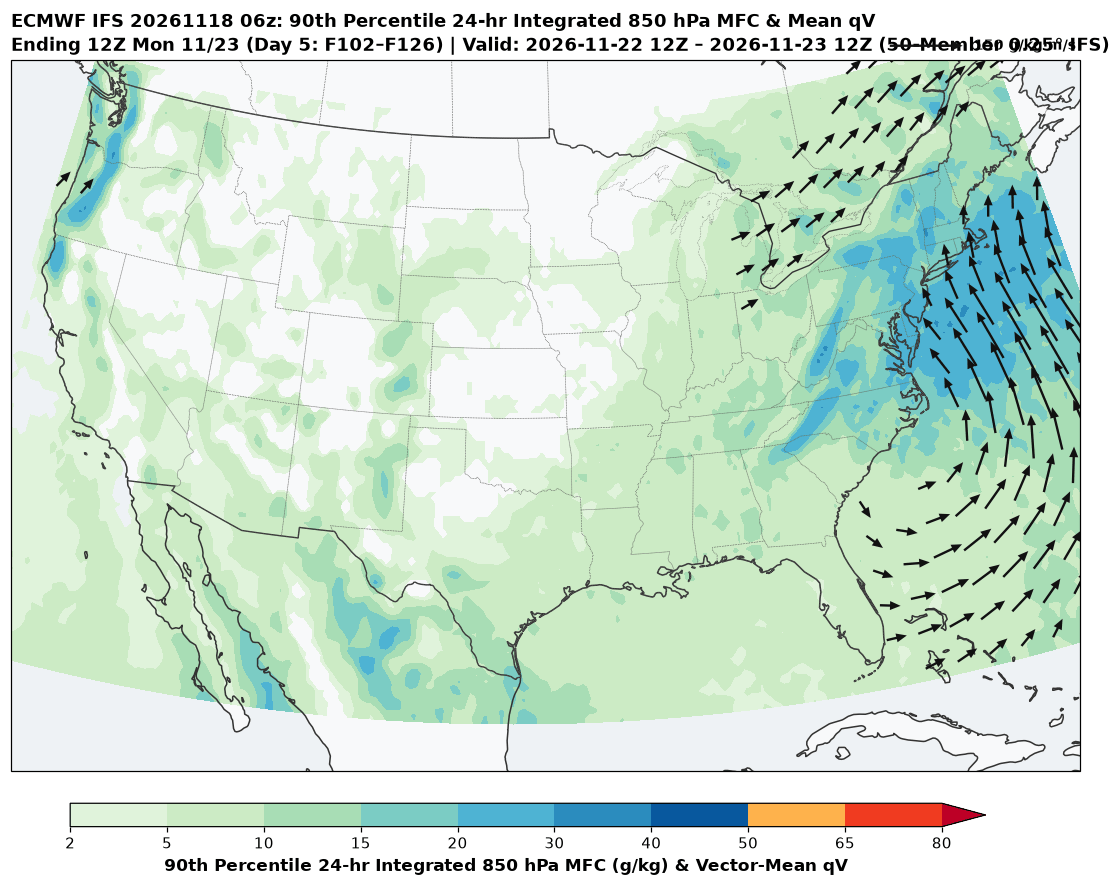 ECMWF IFS 20261118 06z: 90th Percentile 24-hr Integrated 850 hPa MFC & Mean qV
Ending 12Z Mon 11/23 (Day 5: F102–F126) | Valid: 2026-11-22 12Z – 2026-11-23 12Z (50-Member 0.25° IFS)
150 g/kg·m/s
2 5 10 15 20 30 40 50 65 80
90th Percentile 24-hr Integrated 850 hPa MFC (g/kg) & Vector-Mean qV